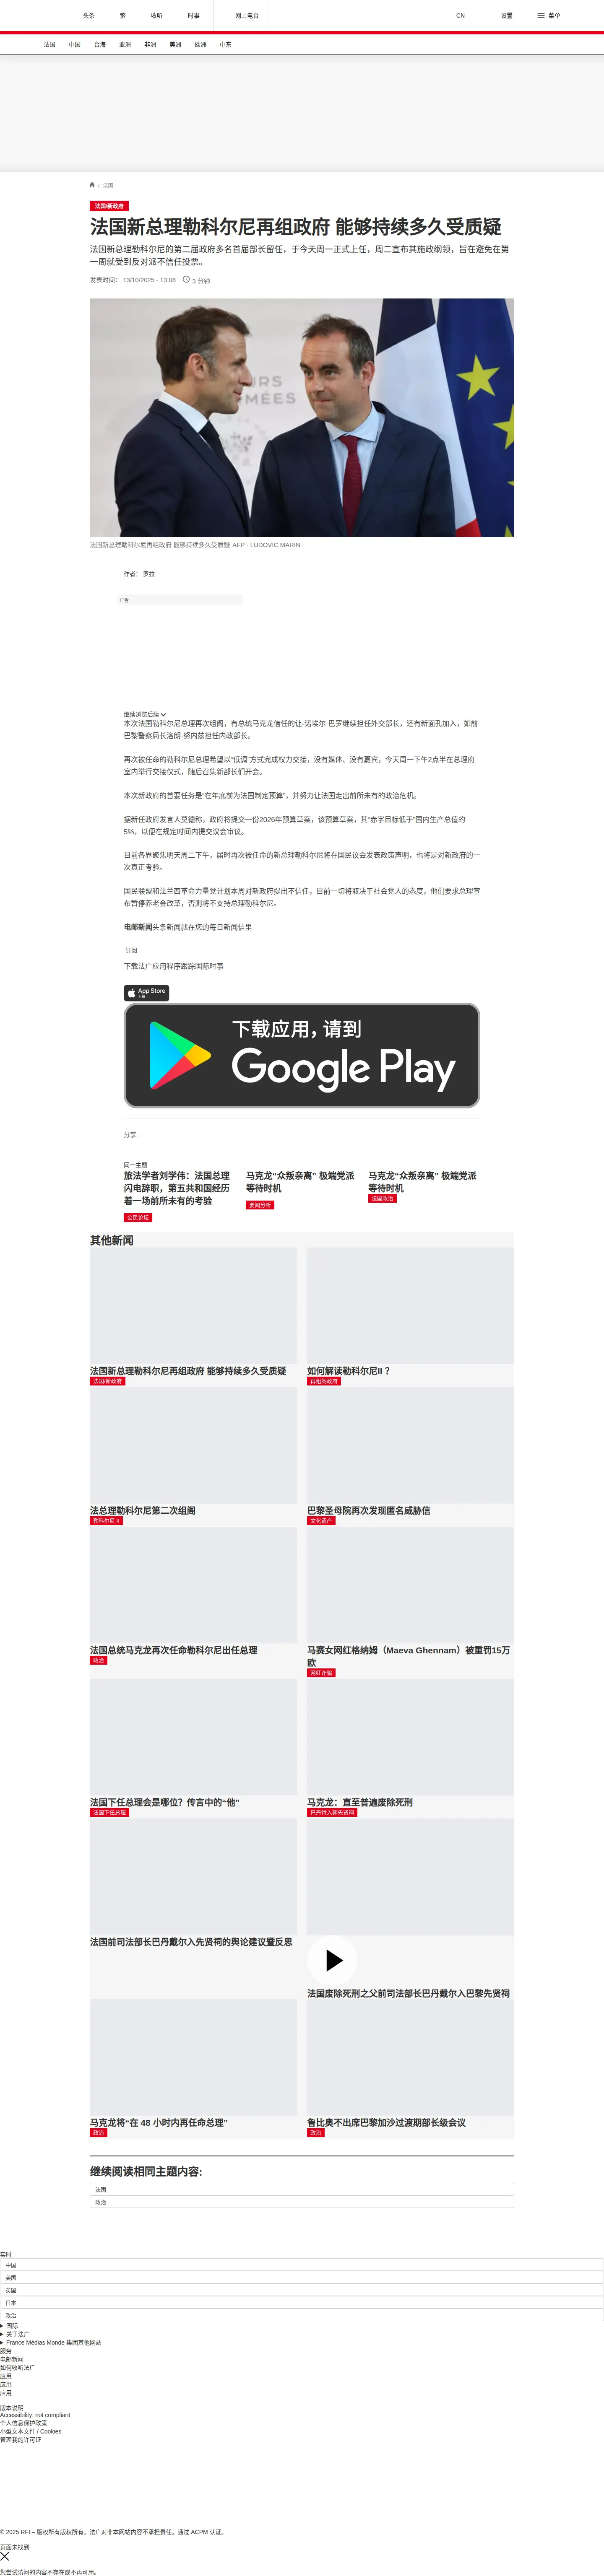 头条
繁
收听
时事
网上电台
CN
设置
菜单
法国
中国
台海
亚洲
非洲
美洲
欧洲
中东
/ 法国
法国/新政府
法国新总理勒科尔尼再组政府 能够持续多久受质疑
法国新总理勒科尔尼的第二届政府多名首届部长留任，于今天周一正式上任，周二宣布其施政纲领，旨在避免在第
一周就受到反对派不信任投票。
发表时间： 13/10/2025 - 13:06
3 分钟
法国新总理勒科尔尼再组政府 能够持续多久受质疑 AFP - LUDOVIC MARIN
作者： 罗拉
广告
继续浏览后续
本次法国勒科尔尼总理再次组阁，有总统马克龙信任的让-诺埃尔·巴罗继续担任外交部长，还有新面孔加入，如前
巴黎警察局长洛朗·努内兹担任内政部长。
再次被任命的勒科尔尼总理希望以“低调”方式完成权力交接，没有媒体、没有嘉宾，今天周一下午2点半在总理府
室内举行交接仪式，随后召集新部长们开会。
本次新政府的首要任务是“在年底前为法国制定预算”，并努力让法国走出前所未有的政治危机。
据新任政府发言人莫德称，政府将提交一份2026年预算草案，该预算草案，其“赤字目标低于”国内生产总值的
5%，以便在规定时间内提交议会审议。
目前各界聚焦明天周二下午，届时再次被任命的新总理勒科尔尼将在国民议会发表政策声明，也将是对新政府的一
次真正考验。
国民联盟和法兰西革命力量党计划本周对新政府提出不信任，目前一切将取决于社会党人的态度，他们要求总理宣
布暂停养老金改革，否则将不支持总理勒科尔尼。
电邮新闻头条新闻就在您的每日新闻信里
订阅
下载法广应用程序跟踪国际时事
App Store
下载
下载应用，请到
Google Play
分享 :
同一主题
旅法学者刘学伟：法国总理
闪电辞职，第五共和国经历
着一场前所未有的考验
公民论坛
马克龙“众叛亲离” 极端党派
等待时机
要闻分析
马克龙“众叛亲离” 极端党派
等待时机
法国政治
其他新闻
法国新总理勒科尔尼再组政府 能够持续多久受质疑
法国/新政府
如何解读勒科尔尼II ？
再组阁政府
法总理勒科尔尼第二次组阁
勒科尔尼 II
巴黎圣母院再次发现匿名威胁信
文化遗产
法国总统马克龙再次任命勒科尔尼出任总理
政治
马赛女网红格纳姆（Maeva Ghennam）被重罚15万
欧
网红诈骗
法国下任总理会是哪位？传言中的“他”
法国下任总理
马克龙：直至普遍废除死刑
巴丹特入葬先贤祠
法国前司法部长巴丹戴尔入先贤祠的舆论建议暨反思
法国废除死刑之父前司法部长巴丹戴尔入巴黎先贤祠
马克龙将“在 48 小时内再任命总理”
政治
鲁比奥不出席巴黎加沙过渡期部长级会议
政治
继续阅读相同主题内容:
法国
政治
实时
中国
美国
英国
日本
政治
国际
关于法广
France Médias Monde 集团其他网站
服务
电邮新闻
如何收听法广
应用
应用
应用
版本说明
Accessibility: not compliant
个人信息保护政策
小型文本文件 / Cookies
管理我的许可证
© 2025 RFI – 版权所有版权所有。法广对非本网站内容不承担责任。通过 ACPM 认证。
页面未找到
您尝试访问的内容不存在或不再可用。